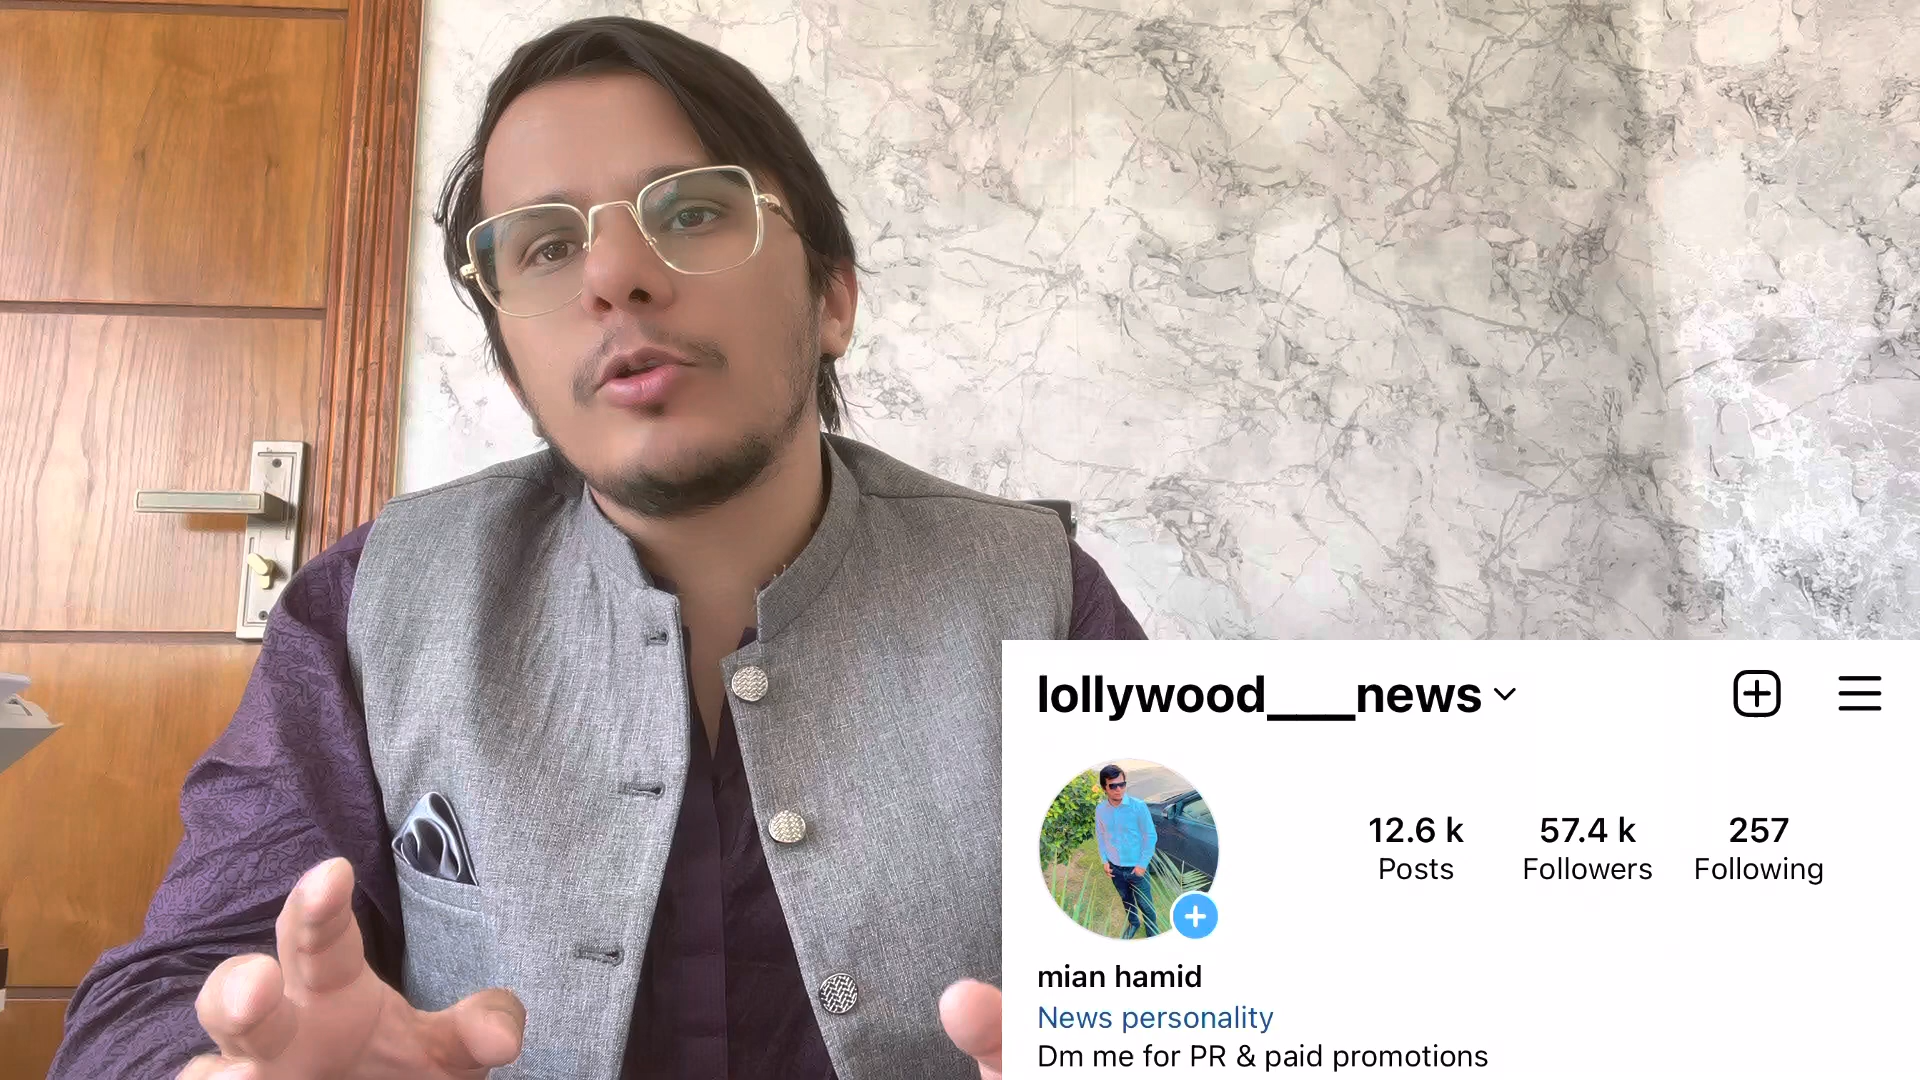 lollywood___news
12.6 k 57.4 k 257
Posts Followers Following
mian hamid
News personality
Dm me for PR & paid promotions